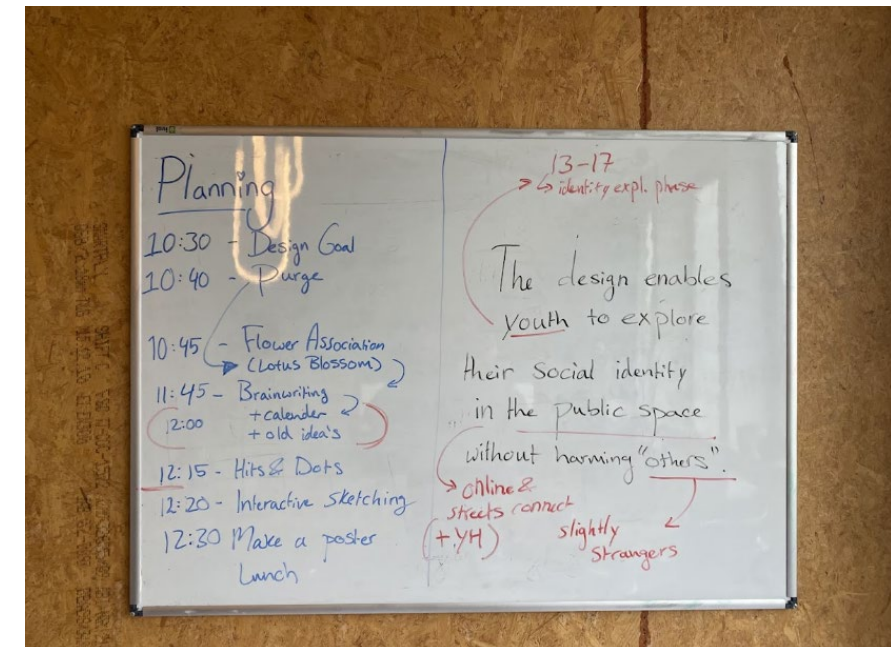 Planning
10:30 - Design Goal
10:40 - Purge
10:45 - Flower Association
(Lotus Blossom)
11:45 - Brainwriting
+calender
12:00
+ old idea's
12:15 - Hits & Dots
12:20 - Interactive Sketching
12:30 Make a poster
Lunch
13-17
identity expl. phase
The design enables
youth to explore
their Social identity
in the public space
without harming "others".
online &
streets connect
(+YH)
slightly
strangers